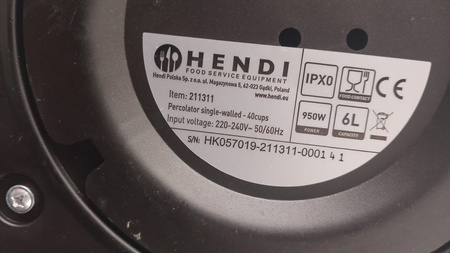 HENDI
FOOD SERVICE EQUIPMENT
Hendi Polska Sp. z o.o. ul. Magazynowa 5, 62-023 Gądki, Poland
www.hendi.eu
Item: 211311
Percolator single-walled - 40cups
Input voltage: 220-240V~ 50/60Hz
S/N: HK057019-211311-0001 4 1
IPX0
FOOD CONTACT
CE
950W
POWER
6L
CAPACITY